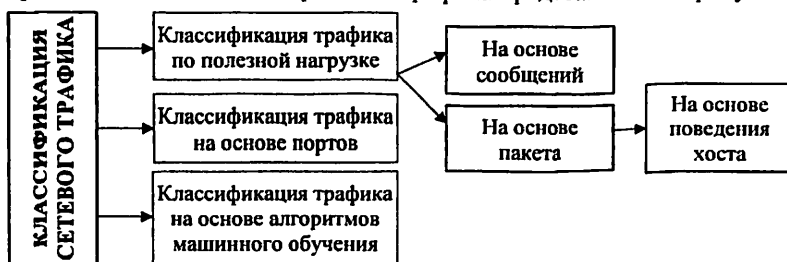 КЛАССИФИКАЦИЯ
СЕТЕВОГО ТРАФИКА
Классификация трафика
по полезной нагрузке
Классификация трафика
на основе портов
Классификация трафика
на основе алгоритмов
машинного обучения
На основе
сообщений
На основе
пакета
На основе
поведения
хоста